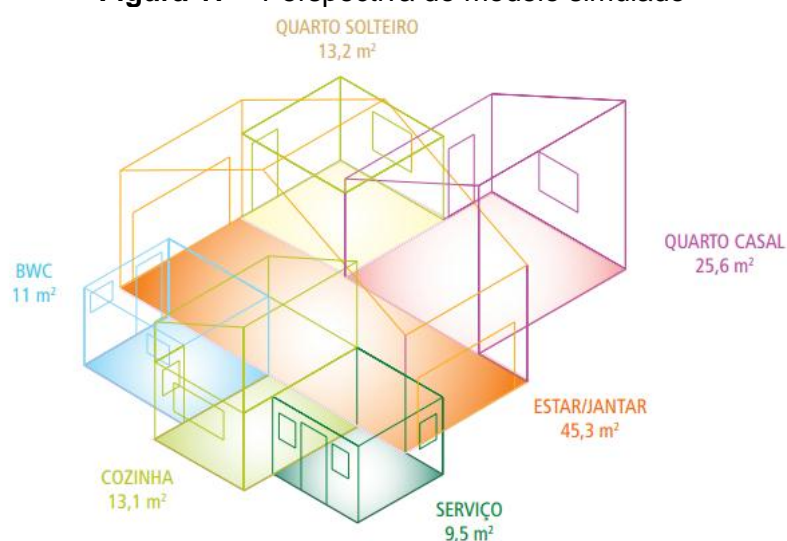 QUARTO SOLTEIRO
13,2 m²
QUARTO CASAL
25,6 m²
BWC
11 m²
ESTAR/JANTAR
45,3 m²
COZINHA
13,1 m²
SERVIÇO
9,5 m²